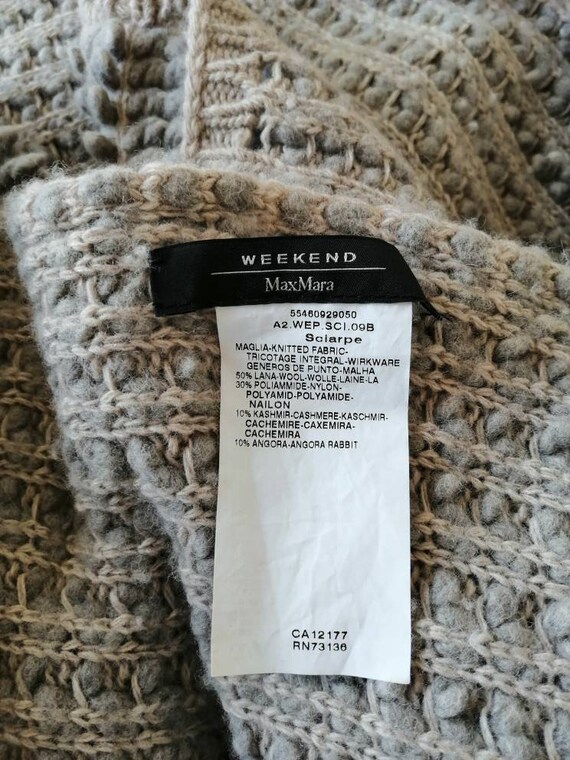 WEEKEND
MaxMara
55460929050
A2.WEP.SCI.09B
Sciarpe
MAGLIA-KNITTED FABRIC-
TRICOTAGE INTEGRAL-WIRKWARE
GENEROS DE PUNTO-MALHA
50% LANA-WOOL-WOLLE-LAINE-LA
30% POLIAMMIDE-NYLON-
POLYAMID-POLYAMIDE-
NAILON
10% KASHMIR-CASHMERE-KASCHMIR-
CACHEMIRE-CAXEMIRA-
CACHEMIRA
10% ANGORA-ANGORA RABBIT
CA12177
RN73136